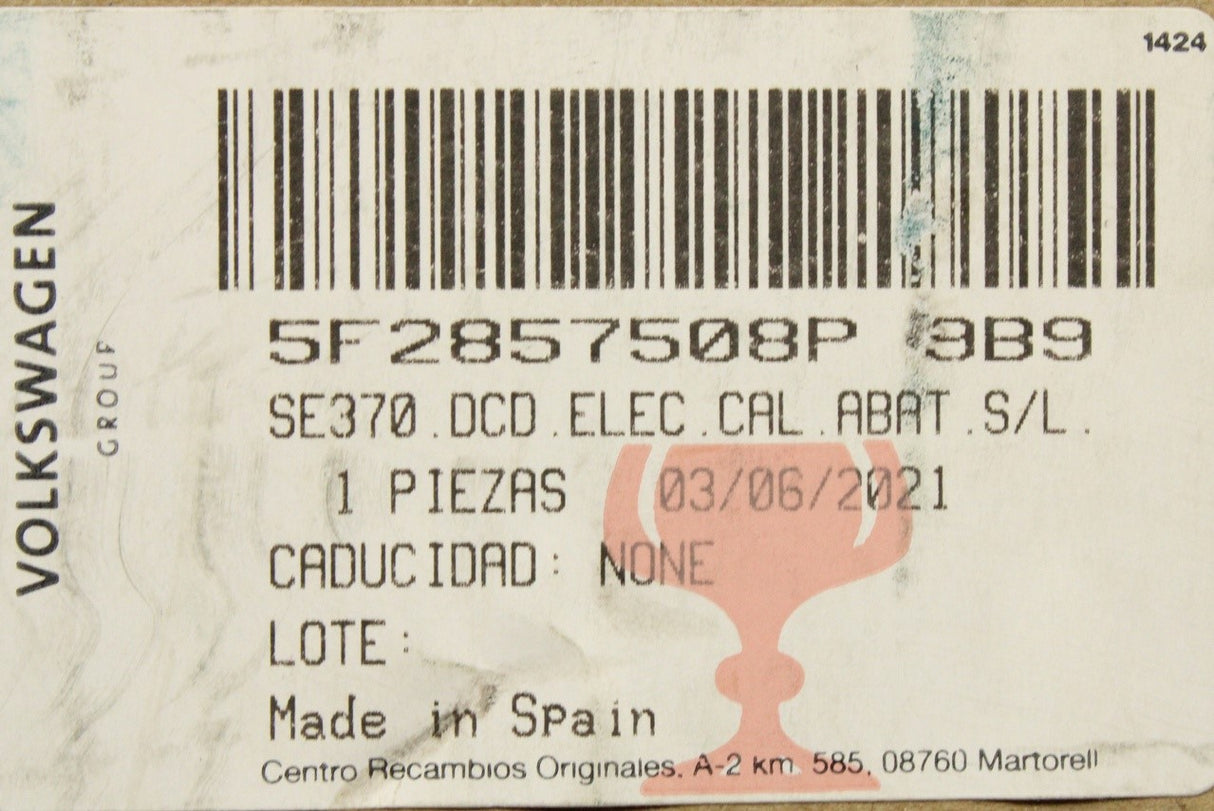 1424
VOLKSWAGEN
GROUP
5F2857508P 9B9
SE370.DCD.ELEC.CAL.ABAT.S/L.
1 PIEZAS 03/06/2021
CADUCIDAD: NONE
LOTE:
Made in Spain
Centro Recambios Originales. A-2 km. 585, 08760 Martorell